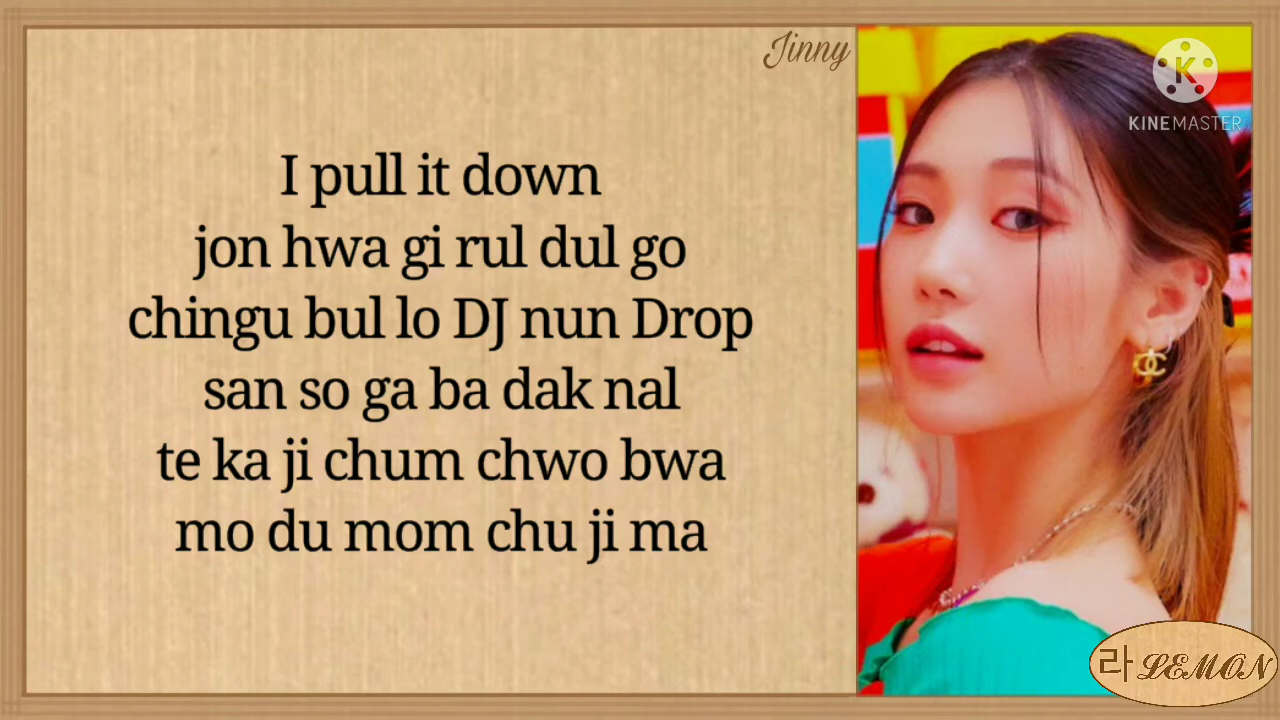 Jinny
I pull it down
jon hwa gi rul dul go
chingu bul lo DJ nun Drop
san so ga ba dak nal
te ka ji chum chwo bwa
mo du mom chu ji ma
K
KINEMASTER
라 LEMON